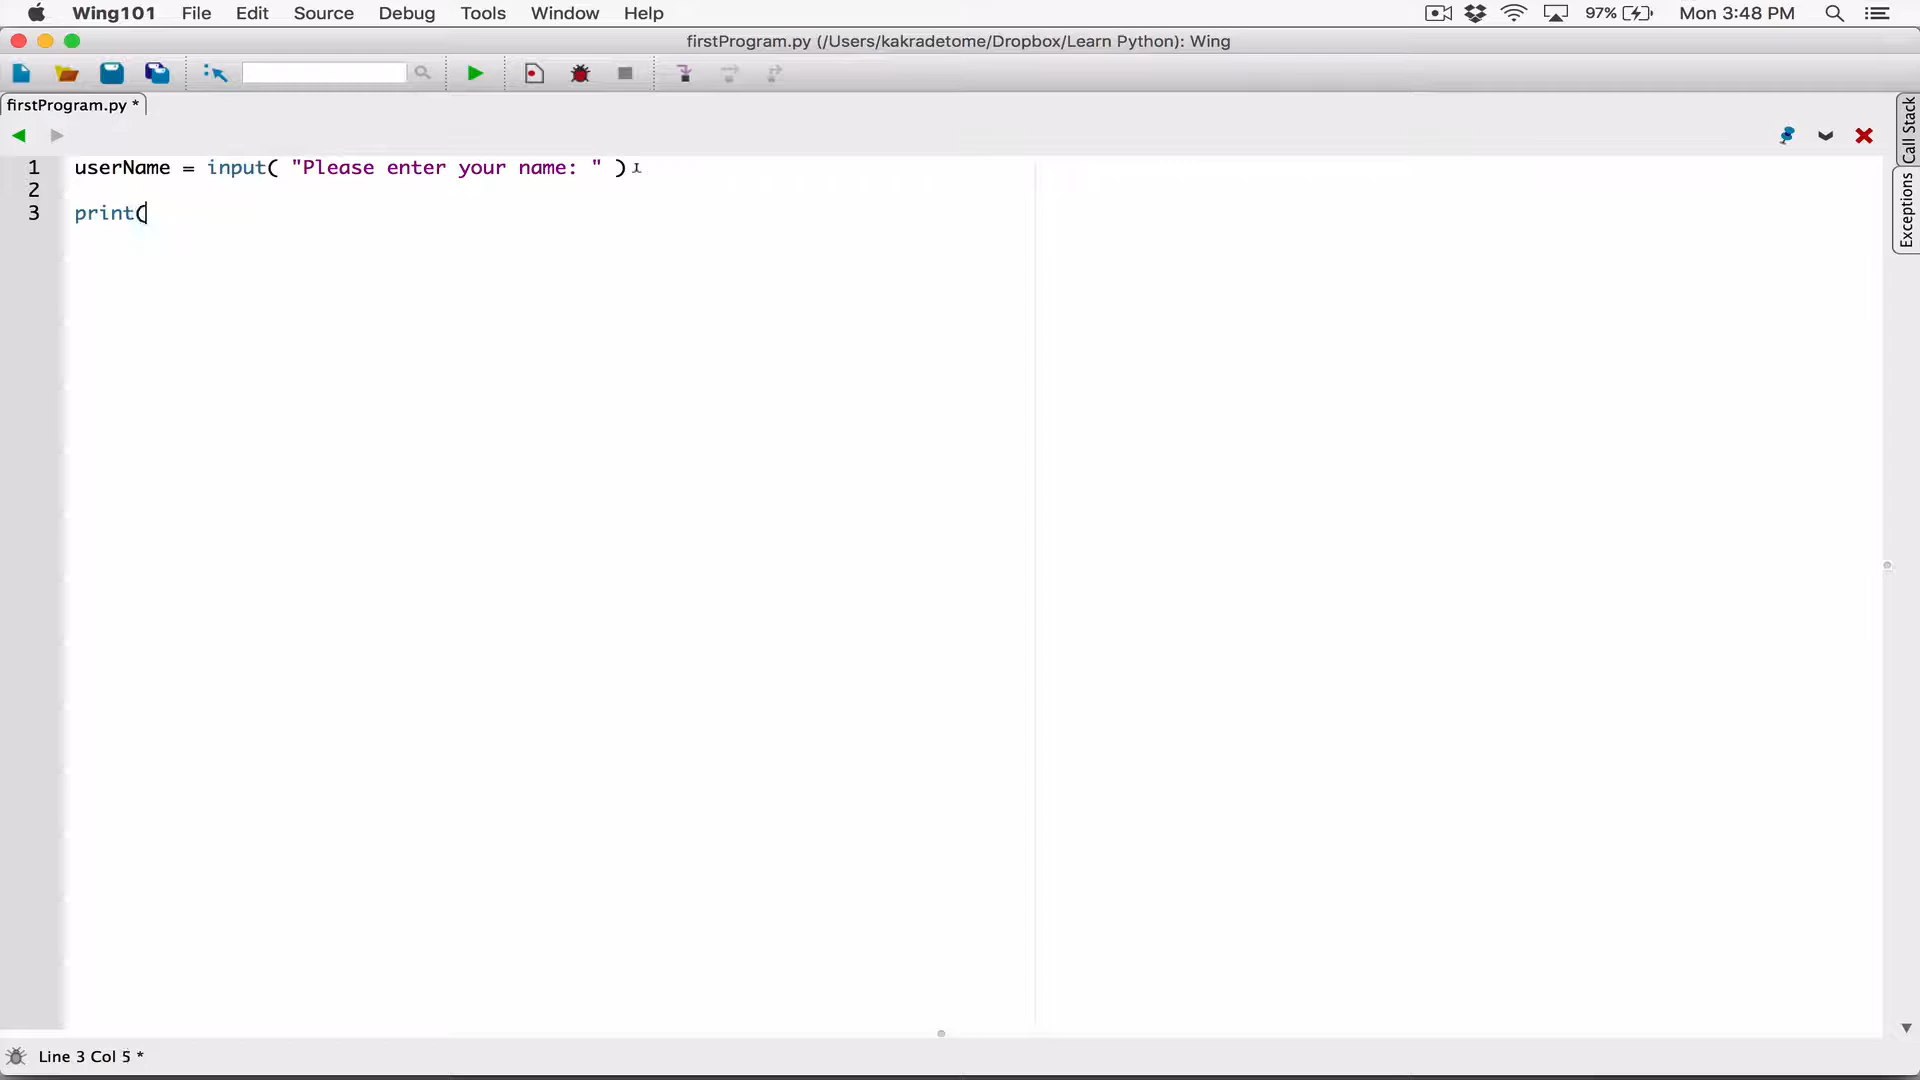 Wing101 File Edit Source Debug Tools Window Help 97% Mon 3:48 PM
firstProgram.py (/Users/kakradetome/Dropbox/Learn Python): Wing
firstProgram.py *
1 userName = input( "Please enter your name: " )
2
3 print(
Call Stack
Exceptions
Line 3 Col 5 *